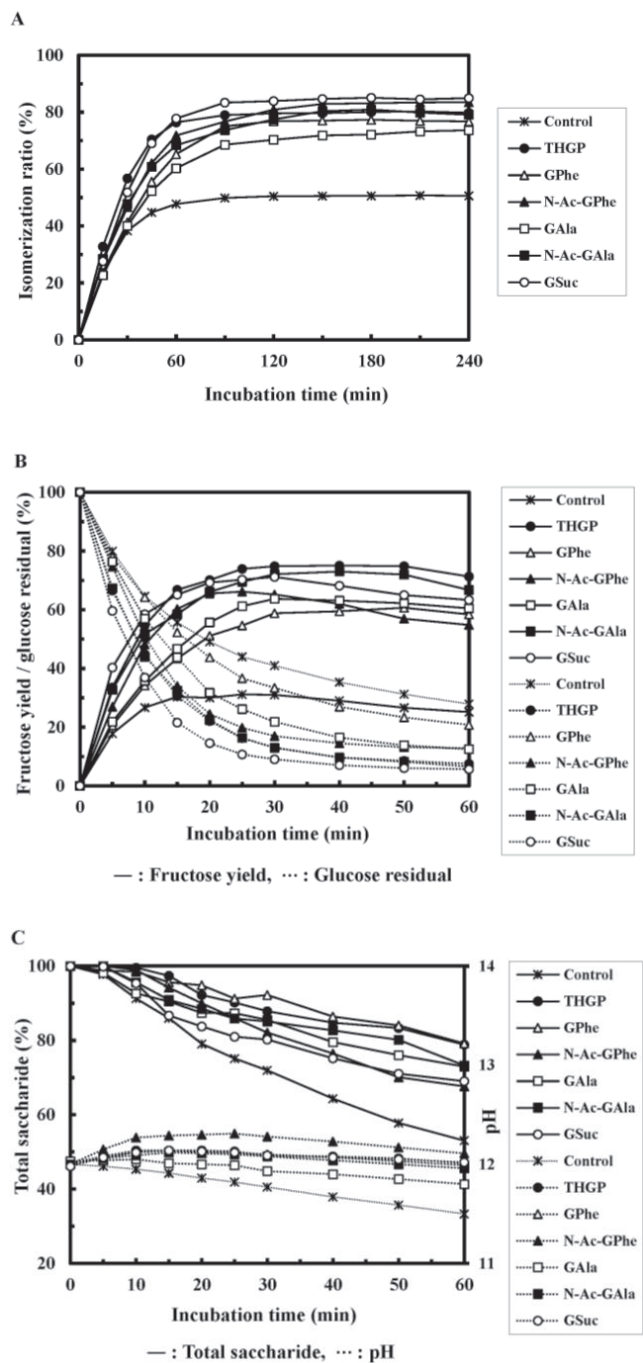 A
Isomerization ratio (%)
100
80
60
40
20
0
0 60 120 180 240
Incubation time (min)
Control
THGP
GPhe
N-Ac-GPhe
GAla
N-Ac-GAla
GSuc
B
Fructose yield / glucose residual (%)
100
80
60
40
20
0
0 10 20 30 40 50 60
Incubation time (min)
— : Fructose yield, ··· : Glucose residual
Control
THGP
GPhe
N-Ac-GPhe
GAla
N-Ac-GAla
GSuc
Control
THGP
GPhe
N-Ac-GPhe
GAla
N-Ac-GAla
GSuc
C
Total saccharide (%)
100
80
60
40
20
14
13
12
11
pH
0 10 20 30 40 50 60
Incubation time (min)
— : Total saccharide, ··· : pH
Control
THGP
GPhe
N-Ac-GPhe
GAla
N-Ac-GAla
GSuc
Control
THGP
GPhe
N-Ac-GPhe
GAla
N-Ac-GAla
GSuc